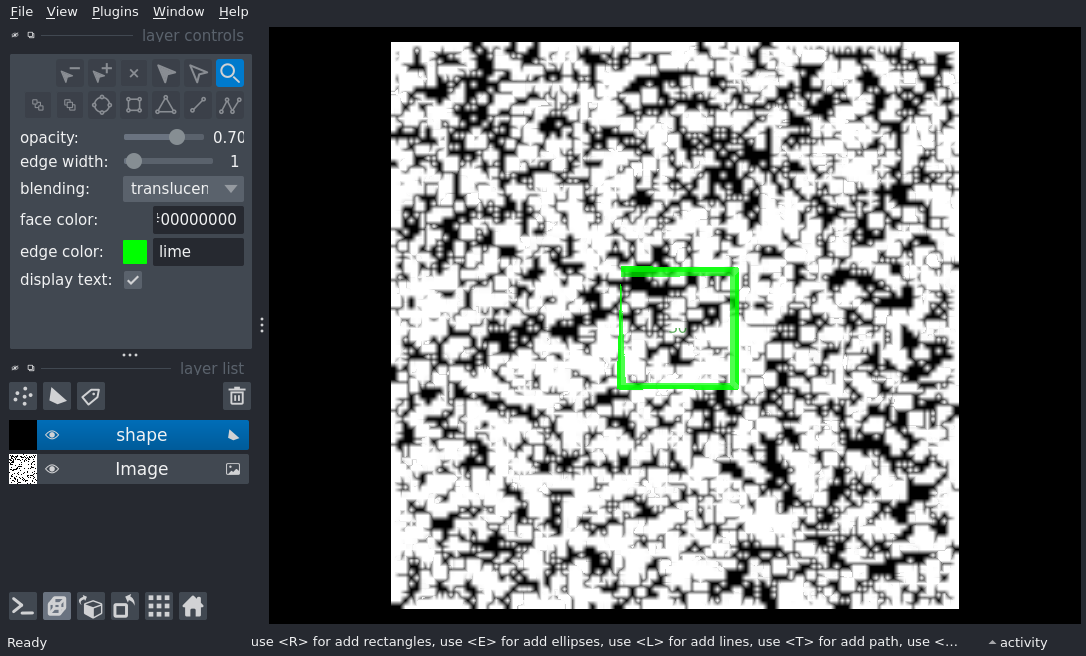 File View Plugins Window Help
layer controls
opacity: 0.70
edge width: 1
blending: translucen
face color: 00000000
edge color: lime
display text:
layer list
shape
Image
Ready
use <R> for add rectangles, use <E> for add ellipses, use <L> for add lines, use <T> for add path, use <...
activity